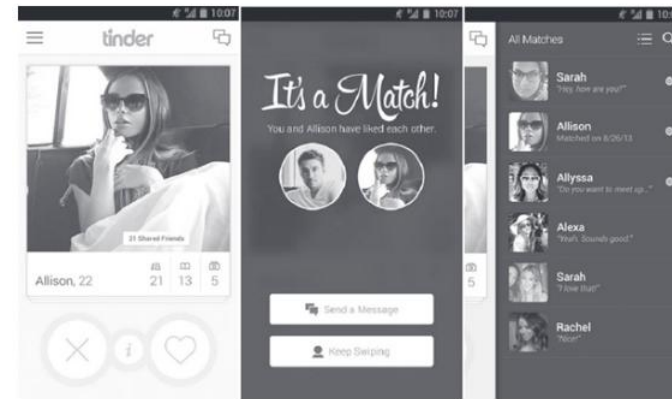 10:07
tinder
21 Shared Friends
Allison, 22
21 13 5
i
10:07
It's a Match!
You and Allison have liked each other.
Send a Message
Keep Swiping
5
All Matches
Sarah
"Hey, how are you?"
Allison
Matched on 8/26/13
Allyssa
"Do you want to meet up..."
Alexa
"Yeah. Sounds good."
Sarah
"I love that!"
Rachel
"Nice!"